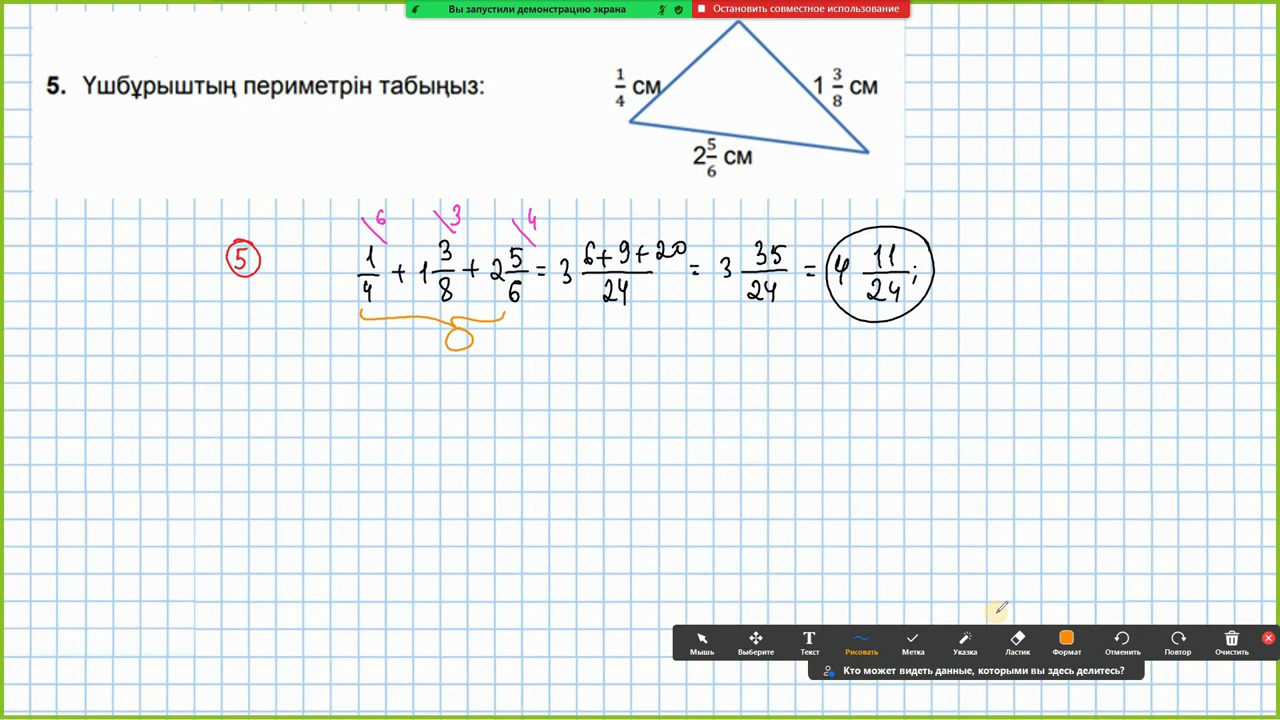 Вы запустили демонстрацию экрана
Остановить совместное использование
5. Үшбұрыштың периметрін табыңыз:
1/4 см
1 3/8 см
2 5/6 см
6 3 4
5
1/4 + 1 3/8 + 2 5/6 = 3 (6+9+20)/24 = 3 35/24 = 4 11/24;
Мышь Выберите Текст Рисовать Метка Указка Ластик Формат Отменить Повтор Очистить
Кто может видеть данные, которыми вы здесь делитесь?